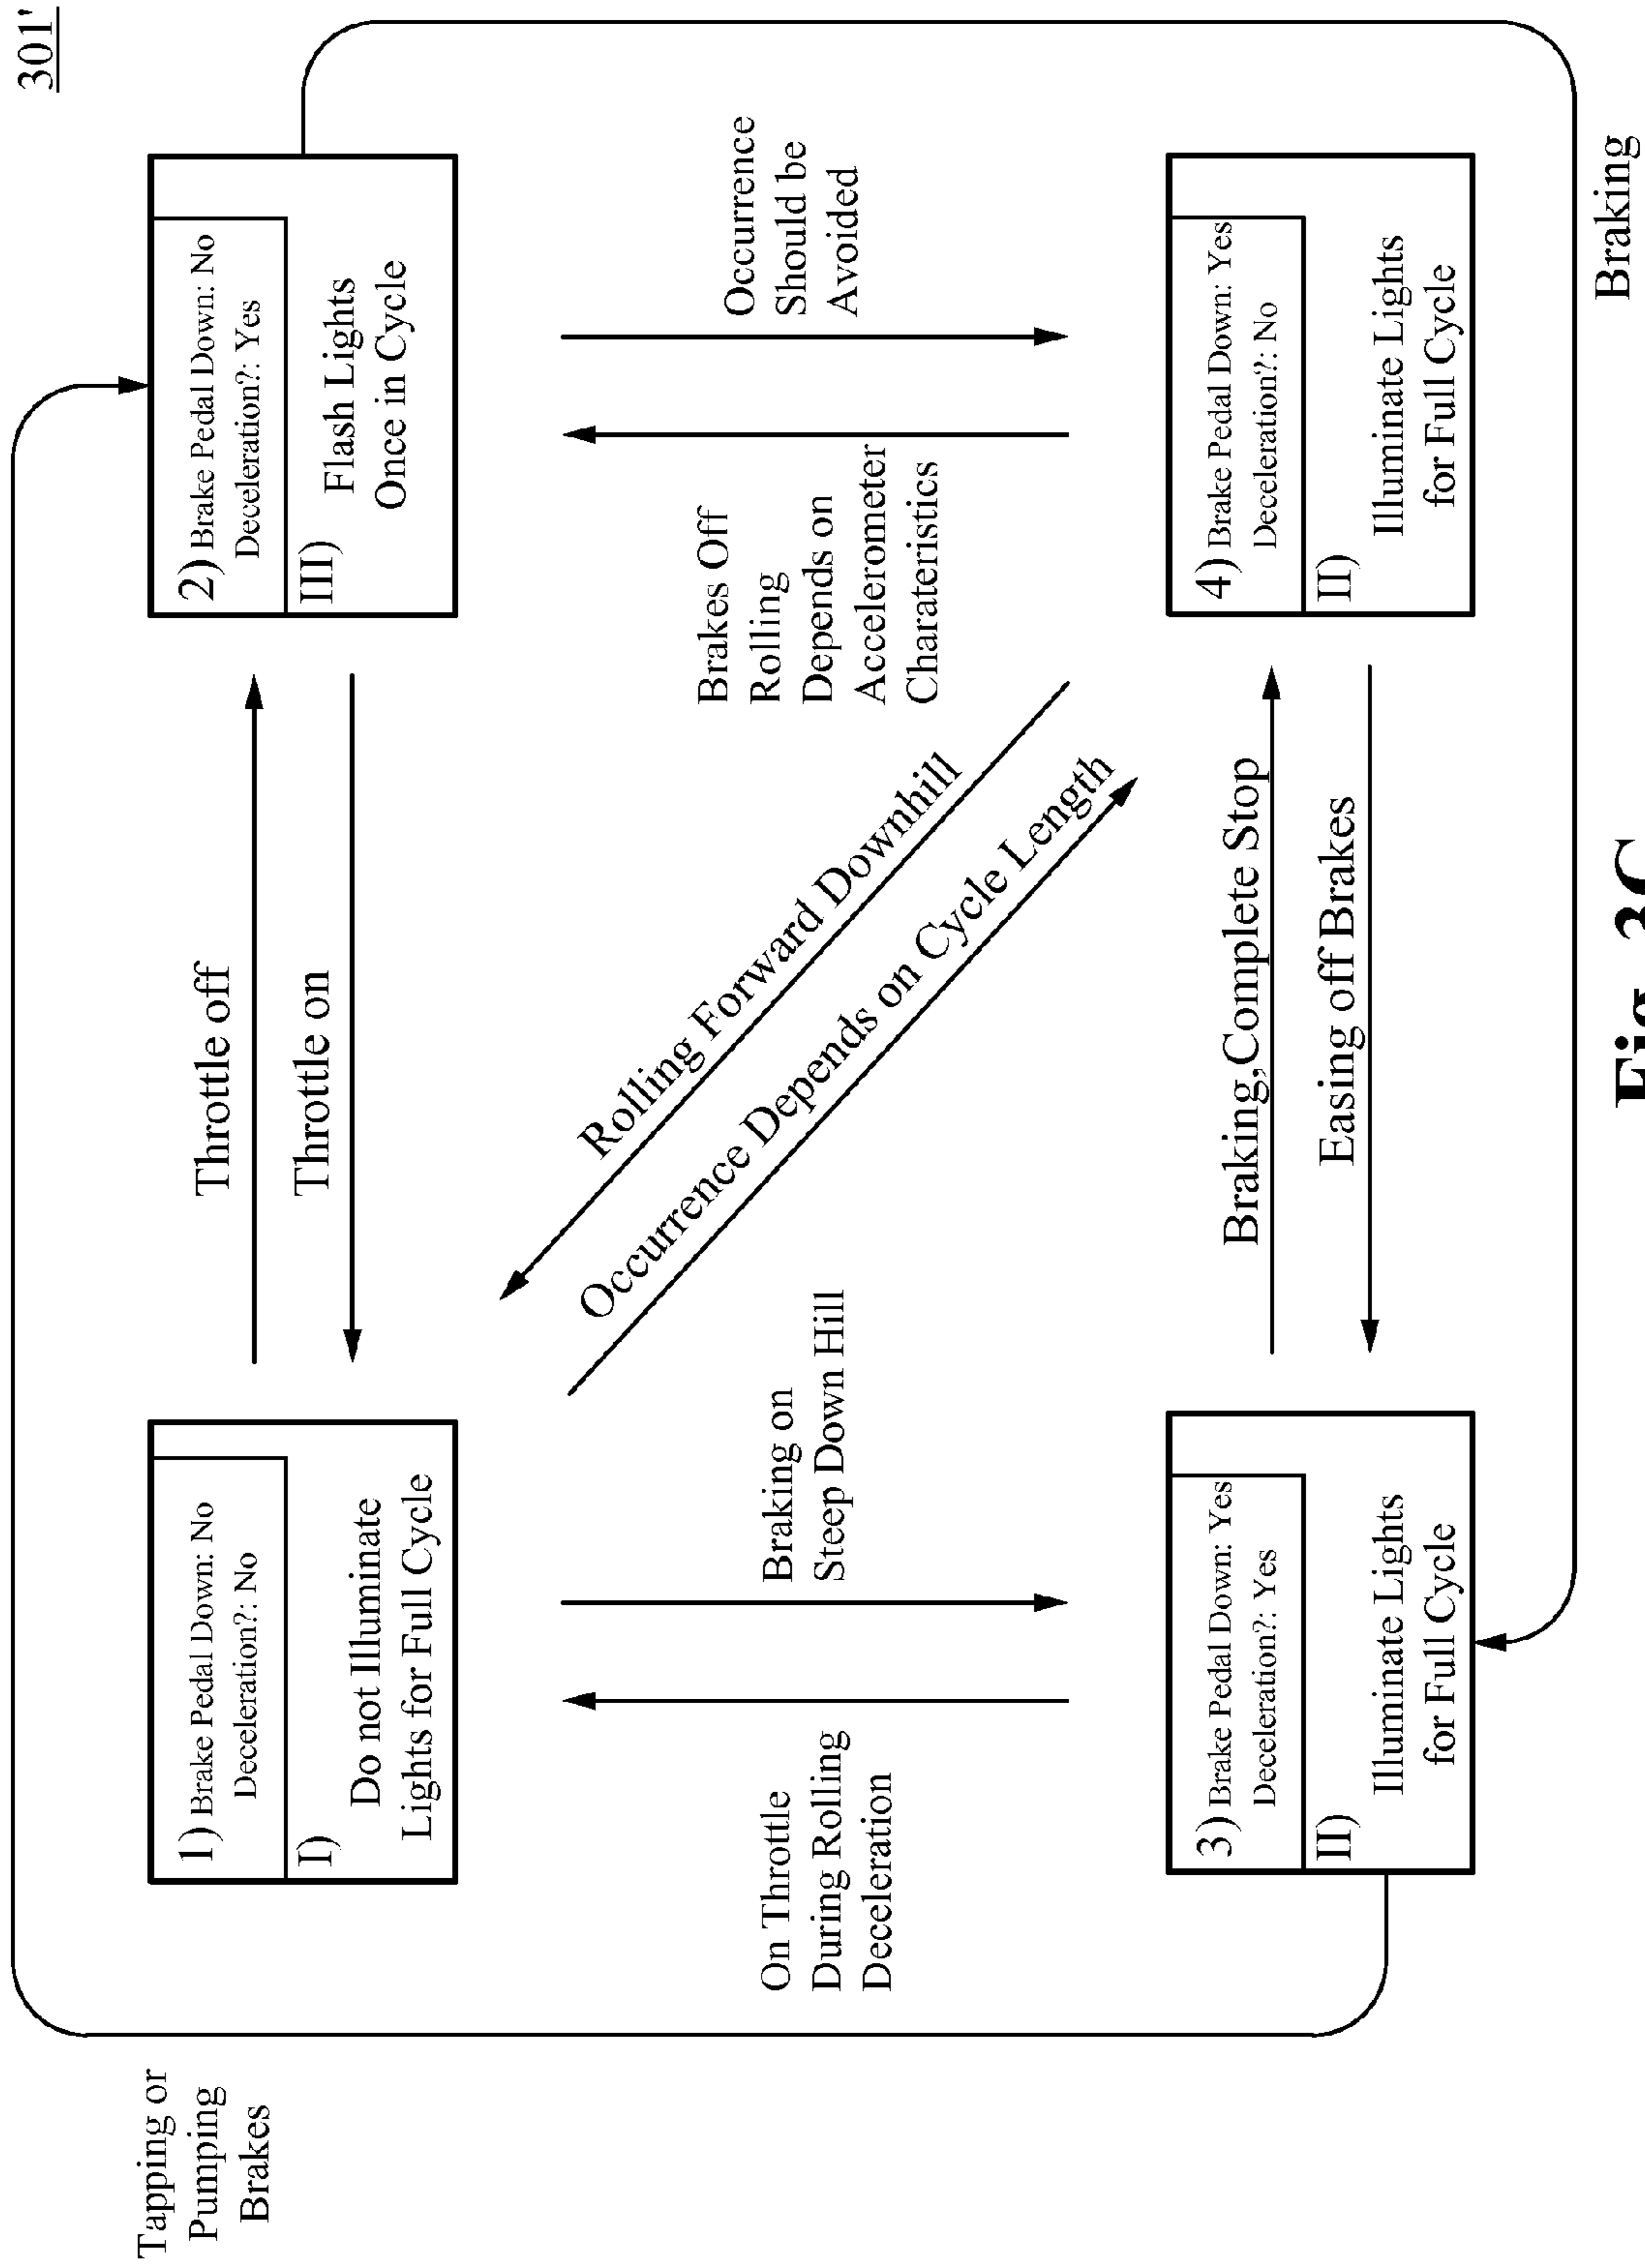 301'
Tapping or
Pumping
Brakes
1) Brake Pedal Down: No
Deceleration?: No
I)
Do not Illuminate
Lights for Full Cycle
Throttle off
Throttle on
2) Brake Pedal Down: No
Deceleration?: Yes
III)
Flash Lights
Once in Cycle
On Throttle
During Rolling
Deceleration
Braking on
Steep Down Hill
Rolling Forward Downhill
Occurrence Depends on Cycle Length
Brakes Off
Rolling
Depends on
Accelerometer
Charateristics
Occurrence
Should be
Avoided
3) Brake Pedal Down: Yes
Deceleration?: Yes
II)
Illuminate Lights
for Full Cycle
Braking,Complete Stop
Easing off Brakes
4) Brake Pedal Down: Yes
Deceleration?: No
II)
Illuminate Lights
for Full Cycle
Braking
Fig. 3C